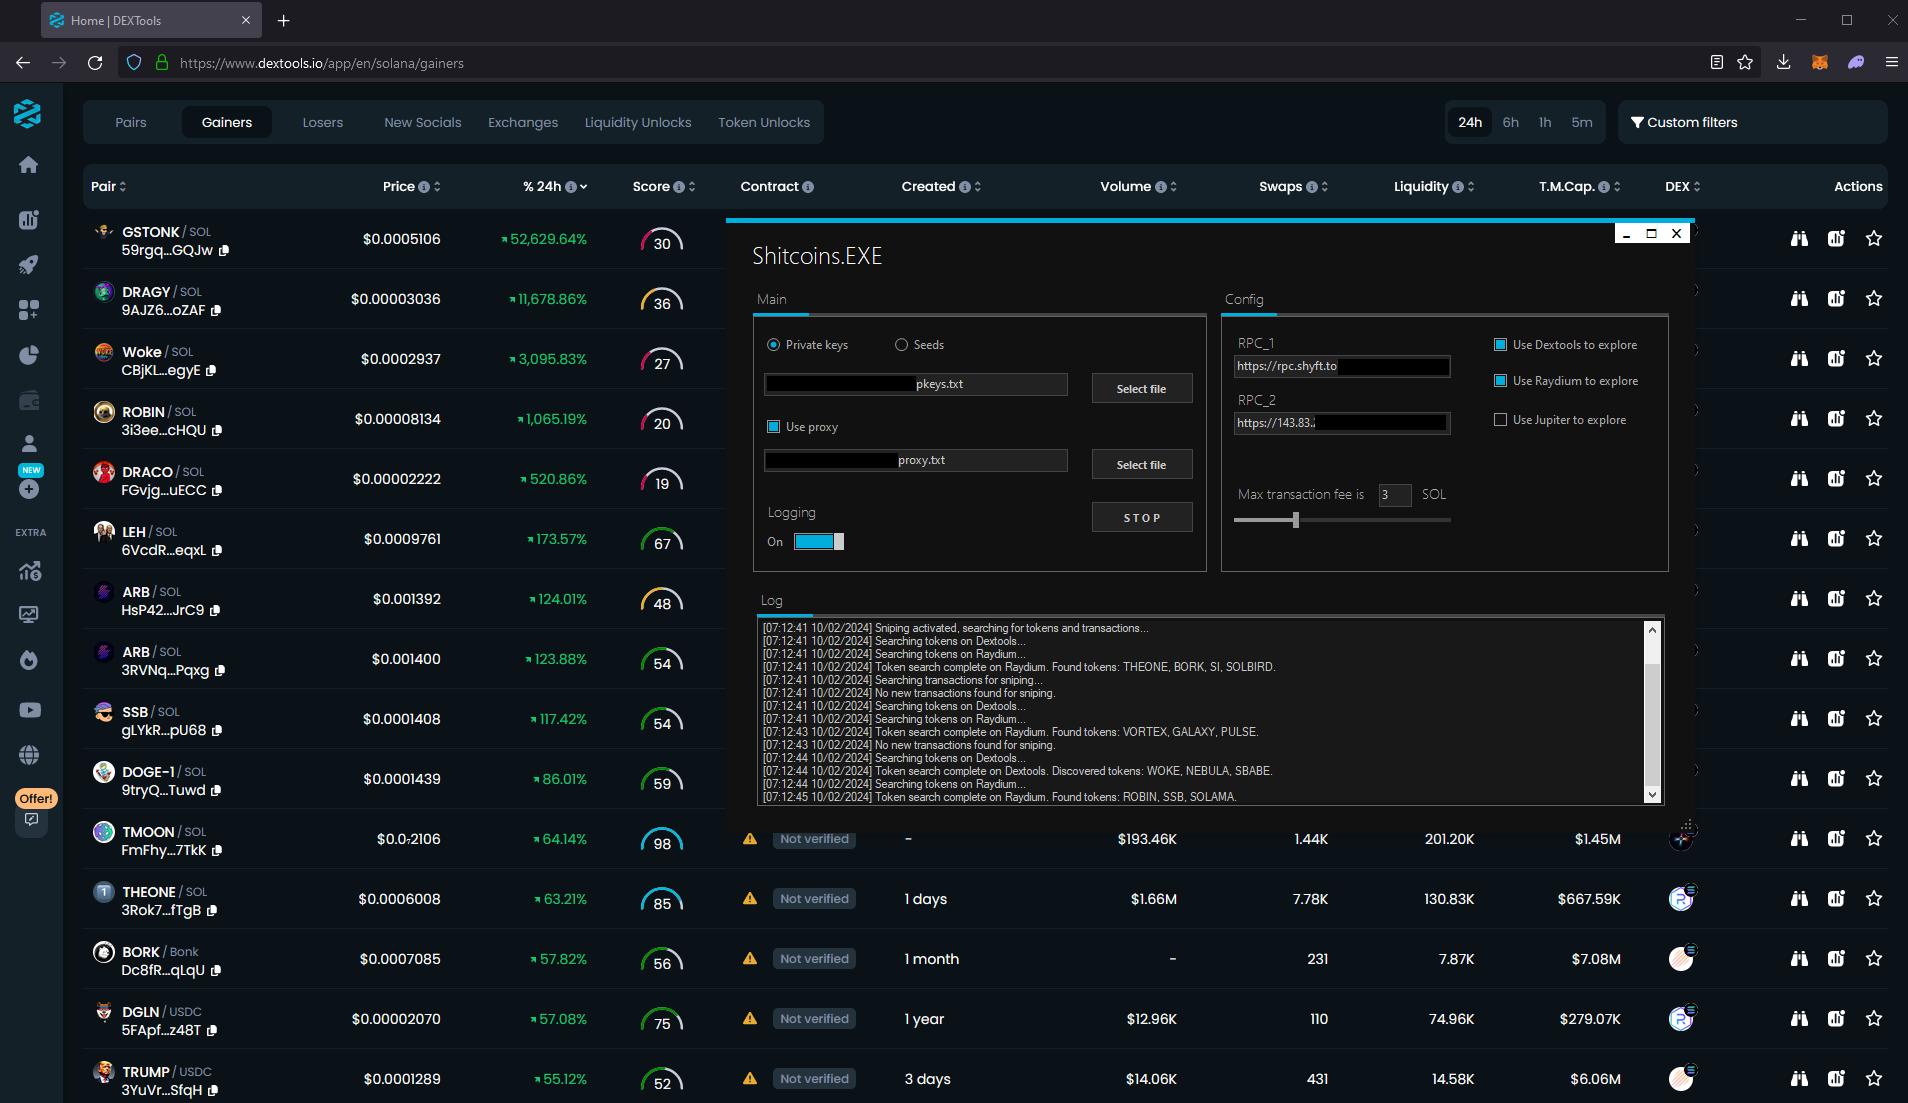 Home | DEXTools
https://www.dextools.io/app/en/solana/gainers
Pairs Gainers Losers New Socials Exchanges Liquidity Unlocks Token Unlocks 24h 6h 1h 5m Custom filters
Pair Price % 24h Score Contract Created Volume Swaps Liquidity T.M.Cap. DEX Actions
NEW
EXTRA
Offer!
GSTONK / SOL
59rgq...GQJw
$0.0005106 52,629.64% 30
DRAGY / SOL
9AJZ6...oZAF
$0.00003036 11,678.86% 36
Woke / SOL
CBjKL...egyE
$0.0002937 3,095.83% 27
ROBIN / SOL
3i3ee...cHQU
$0.00008134 1,065.19% 20
DRACO / SOL
FGvjg...uECC
$0.00002222 520.86% 19
LEH / SOL
6VcdR...eqxL
$0.0009761 173.57% 67
ARB / SOL
HsP42...JrC9
$0.001392 124.01% 48
ARB / SOL
3RVNq...Pqxg
$0.001400 123.88% 54
SSB / SOL
gLYkR...pU68
$0.0001408 117.42% 54
DOGE-1 / SOL
9tryQ...Tuwd
$0.0001439 86.01% 59
Shitcoins.EXE
Main
Private keys Seeds
pkeys.txt Select file
Use proxy
proxy.txt Select file
Logging
On
STOP
Config
RPC_1
https://rpc.shyft.to
RPC_2
https://143.83.
Use Dextools to explore
Use Raydium to explore
Use Jupiter to explore
Max transaction fee is 3 SOL
Log
[07:12:41 10/02/2024] Sniping activated, searching for tokens and transactions...
[07:12:41 10/02/2024] Searching tokens on Dextools...
[07:12:41 10/02/2024] Searching tokens on Raydium...
[07:12:41 10/02/2024] Token search complete on Raydium. Found tokens: THEONE, BORK, SI, SOLBIRD.
[07:12:41 10/02/2024] Searching transactions for sniping...
[07:12:41 10/02/2024] No new transactions found for sniping.
[07:12:41 10/02/2024] Searching tokens on Dextools...
[07:12:41 10/02/2024] Searching tokens on Raydium...
[07:12:43 10/02/2024] Token search complete on Raydium. Found tokens: VORTEX, GALAXY, PULSE.
[07:12:43 10/02/2024] No new transactions found for sniping.
[07:12:44 10/02/2024] Searching tokens on Dextools...
[07:12:44 10/02/2024] Token search complete on Dextools. Discovered tokens: WOKE, NEBULA, SBABE.
[07:12:44 10/02/2024] Searching tokens on Raydium...
[07:12:45 10/02/2024] Token search complete on Raydium. Found tokens: ROBIN, SSB, SOLAMA.
TMOON / SOL
FmFhy...7TkK
$0.0₇2106 64.14% 98 Not verified - $193.46K 1.44K 201.20K $1.45M
THEONE / SOL
3Rok7...fTgB
$0.0006008 63.21% 85 Not verified 1 days $1.66M 7.78K 130.83K $667.59K
BORK / Bonk
Dc8fR...qLqU
$0.0007085 57.82% 56 Not verified 1 month - 231 7.87K $7.08M
DGLN / USDC
5FApf...z48T
$0.00002070 57.08% 75 Not verified 1 year $12.96K 110 74.96K $279.07K
TRUMP / USDC
3YuVr...SfqH
$0.0001289 55.12% 52 Not verified 3 days $14.06K 431 14.58K $6.06M